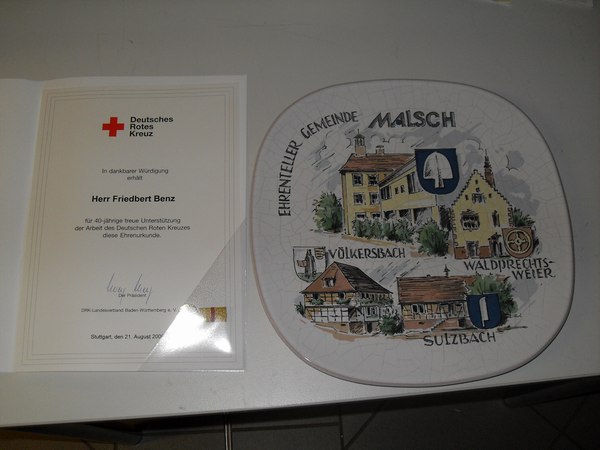 Deutsches
Rotes
Kreuz
In dankbarer Würdigung
erhält
Herr Friedbert Benz
für 40-jährige treue Unterstützung
der Arbeit des Deutschen Roten Kreuzes
diese Ehrenurkunde.
Der Präsident
DRK-Landesverband Baden-Württemberg e. V.
Stuttgart, den 21. August
EHRENTELLER GEMEINDE MALSCH
VÖLKERSBACH
WALDPRECHTS-
WEIER
SULZBACH